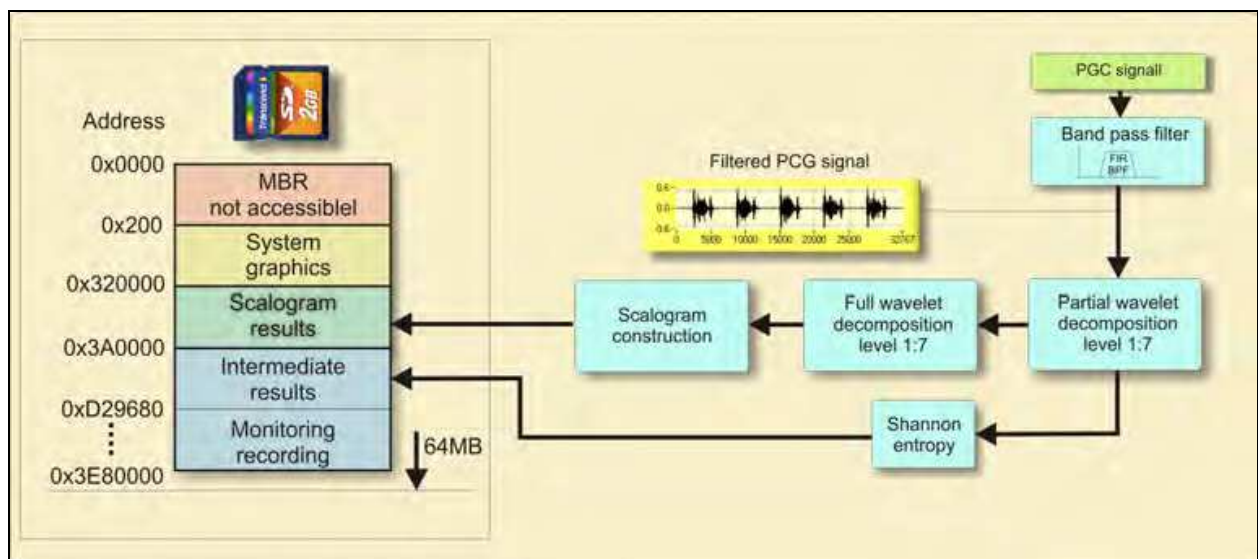 Address
Transcend
SD
2GB
0x0000
MBR
not accessiblel
0x200
System
graphics
0x320000
Scalogram
results
0x3A0000
Intermediate
results
0xD29680
Monitoring
recording
0x3E80000
64MB
PGC signall
Band pass filter
FIR
BPF
Filtered PCG signal
0.6
0.0
0.6
0 5000 10000 15000 20000 25000 32767
Scalogram
construction
Full wavelet
decomposition
level 1:7
Partial wavelet
decomposition
level 1:7
Shannon
entropy